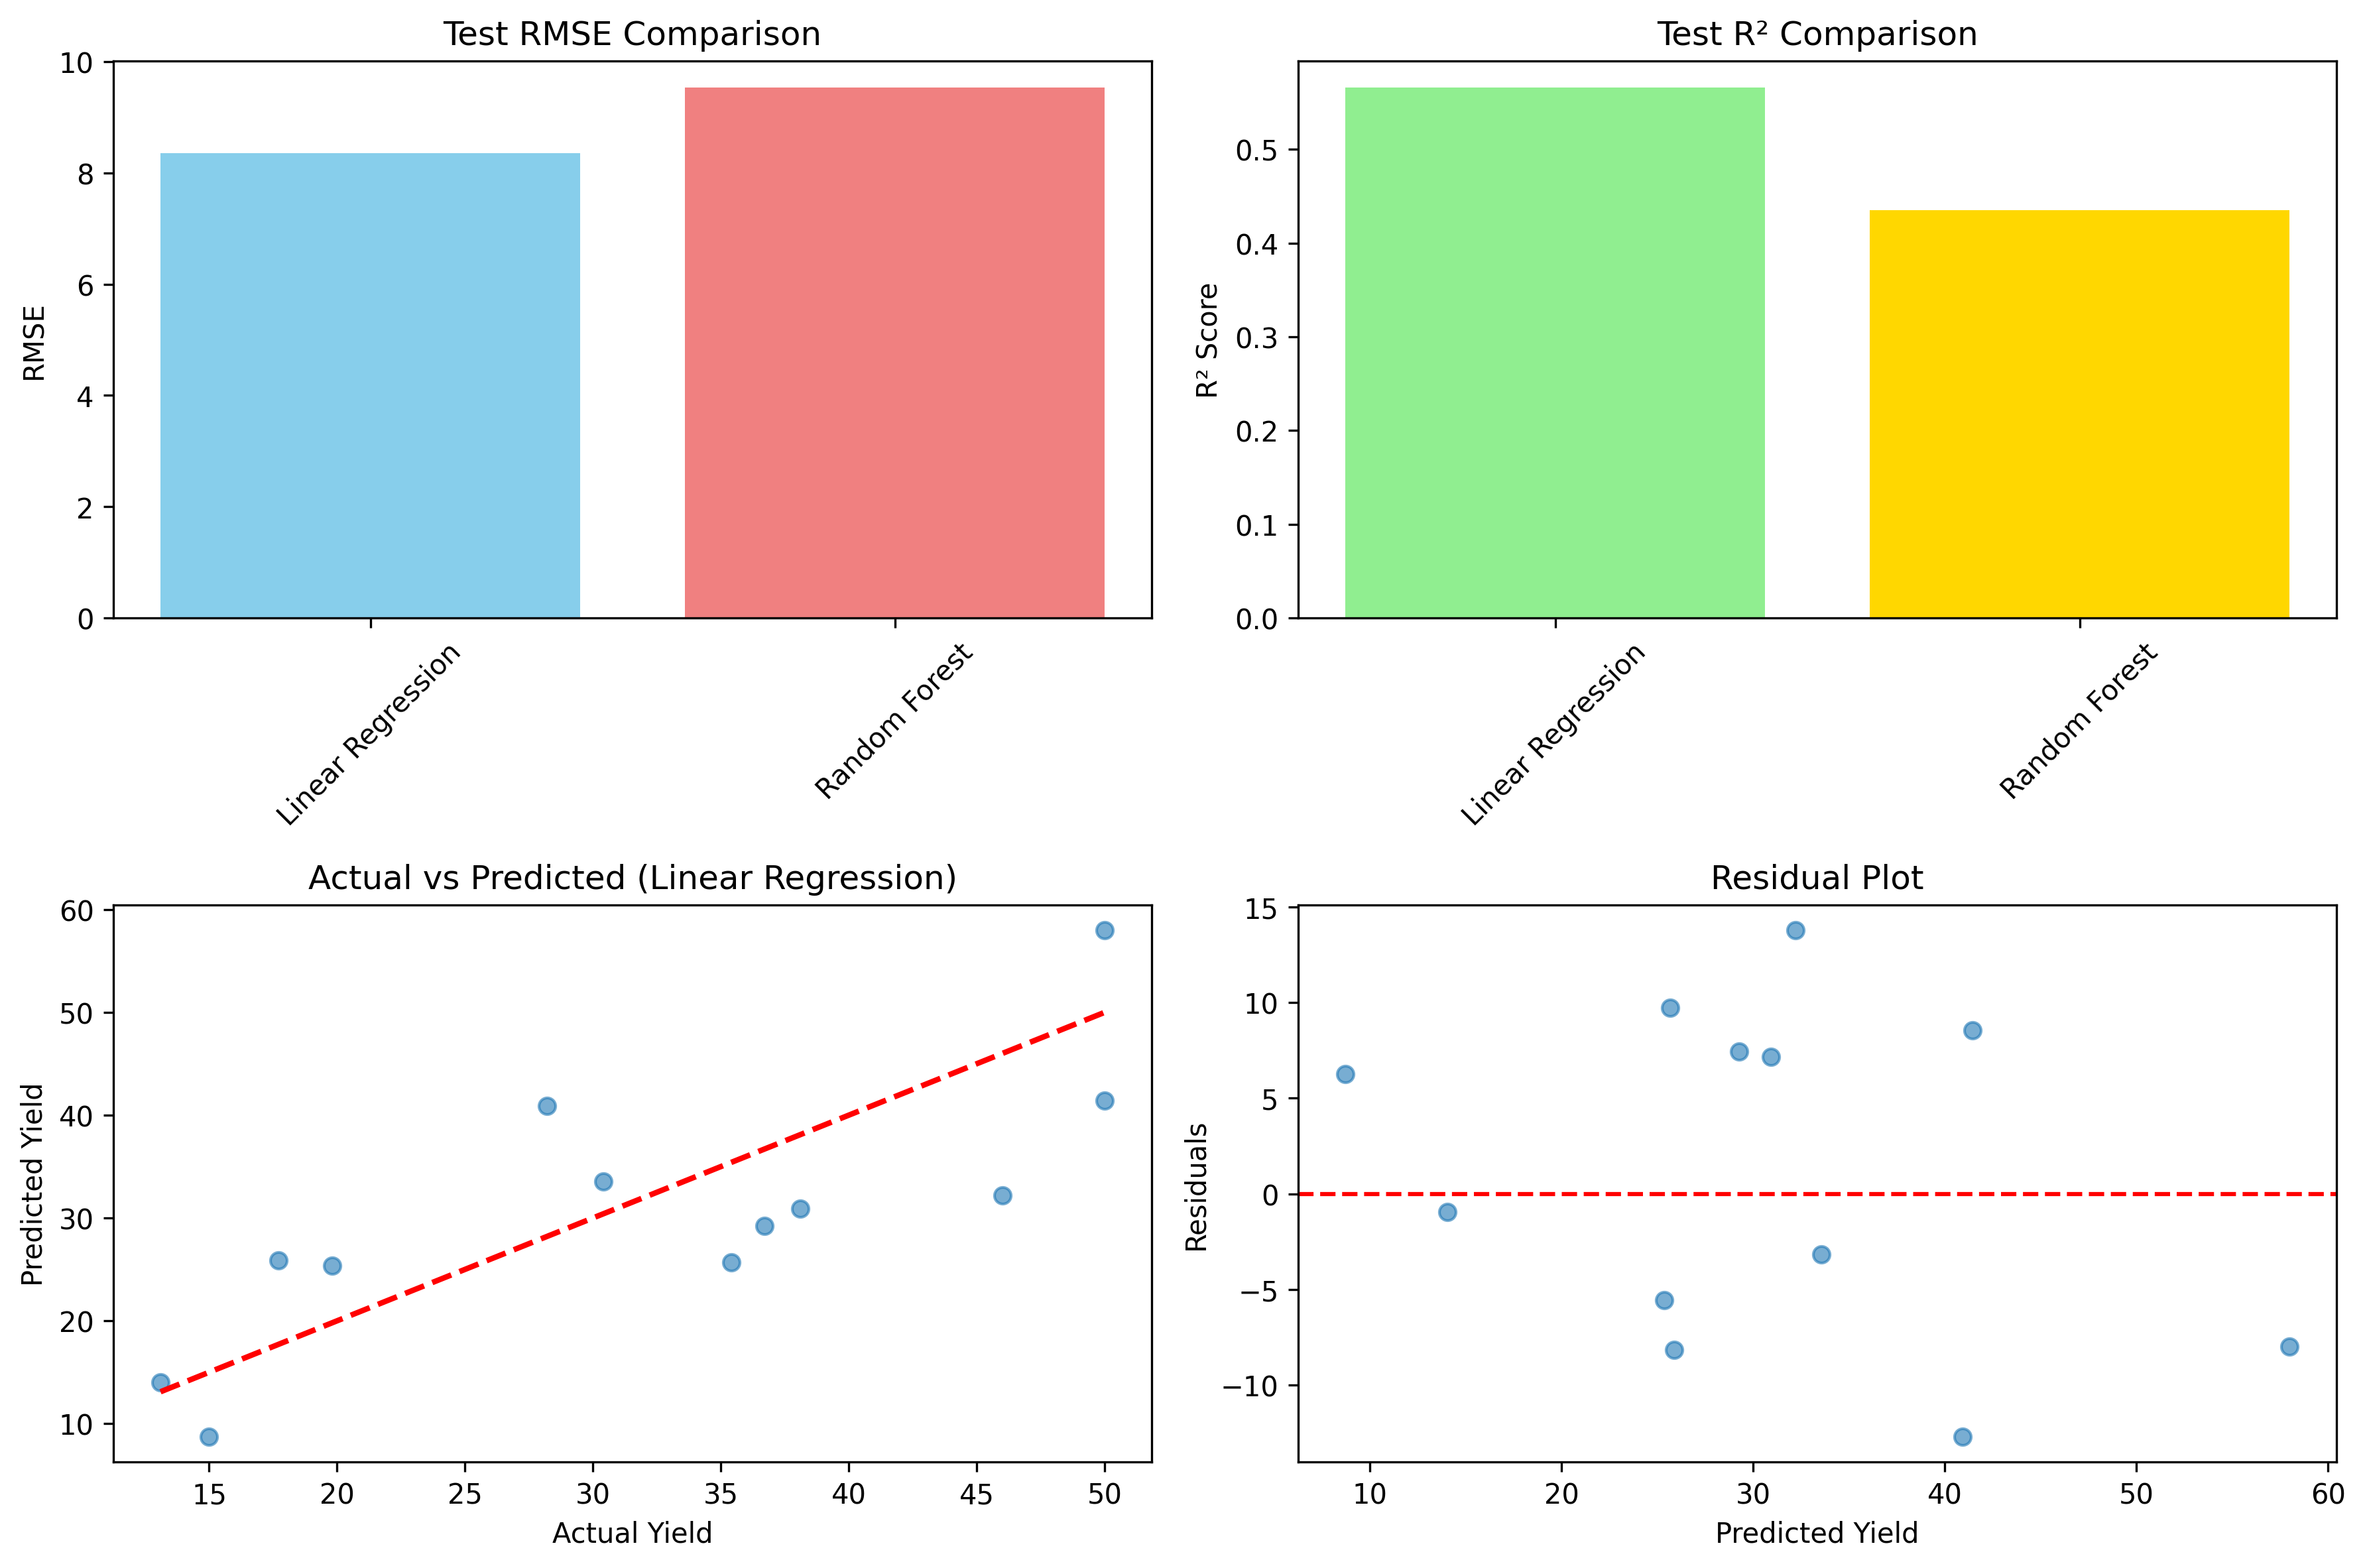 Test RMSE Comparison
10
8
6
4
2
0
RMSE
Linear Regression
Random Forest
Test R² Comparison
0.5
0.4
0.3
0.2
0.1
0.0
R² Score
Linear Regression
Random Forest
Actual vs Predicted (Linear Regression)
60
50
40
30
20
10
Predicted Yield
15 20 25 30 35 40 45 50
Actual Yield
Residual Plot
15
10
5
0
−5
−10
Residuals
10 20 30 40 50 60
Predicted Yield